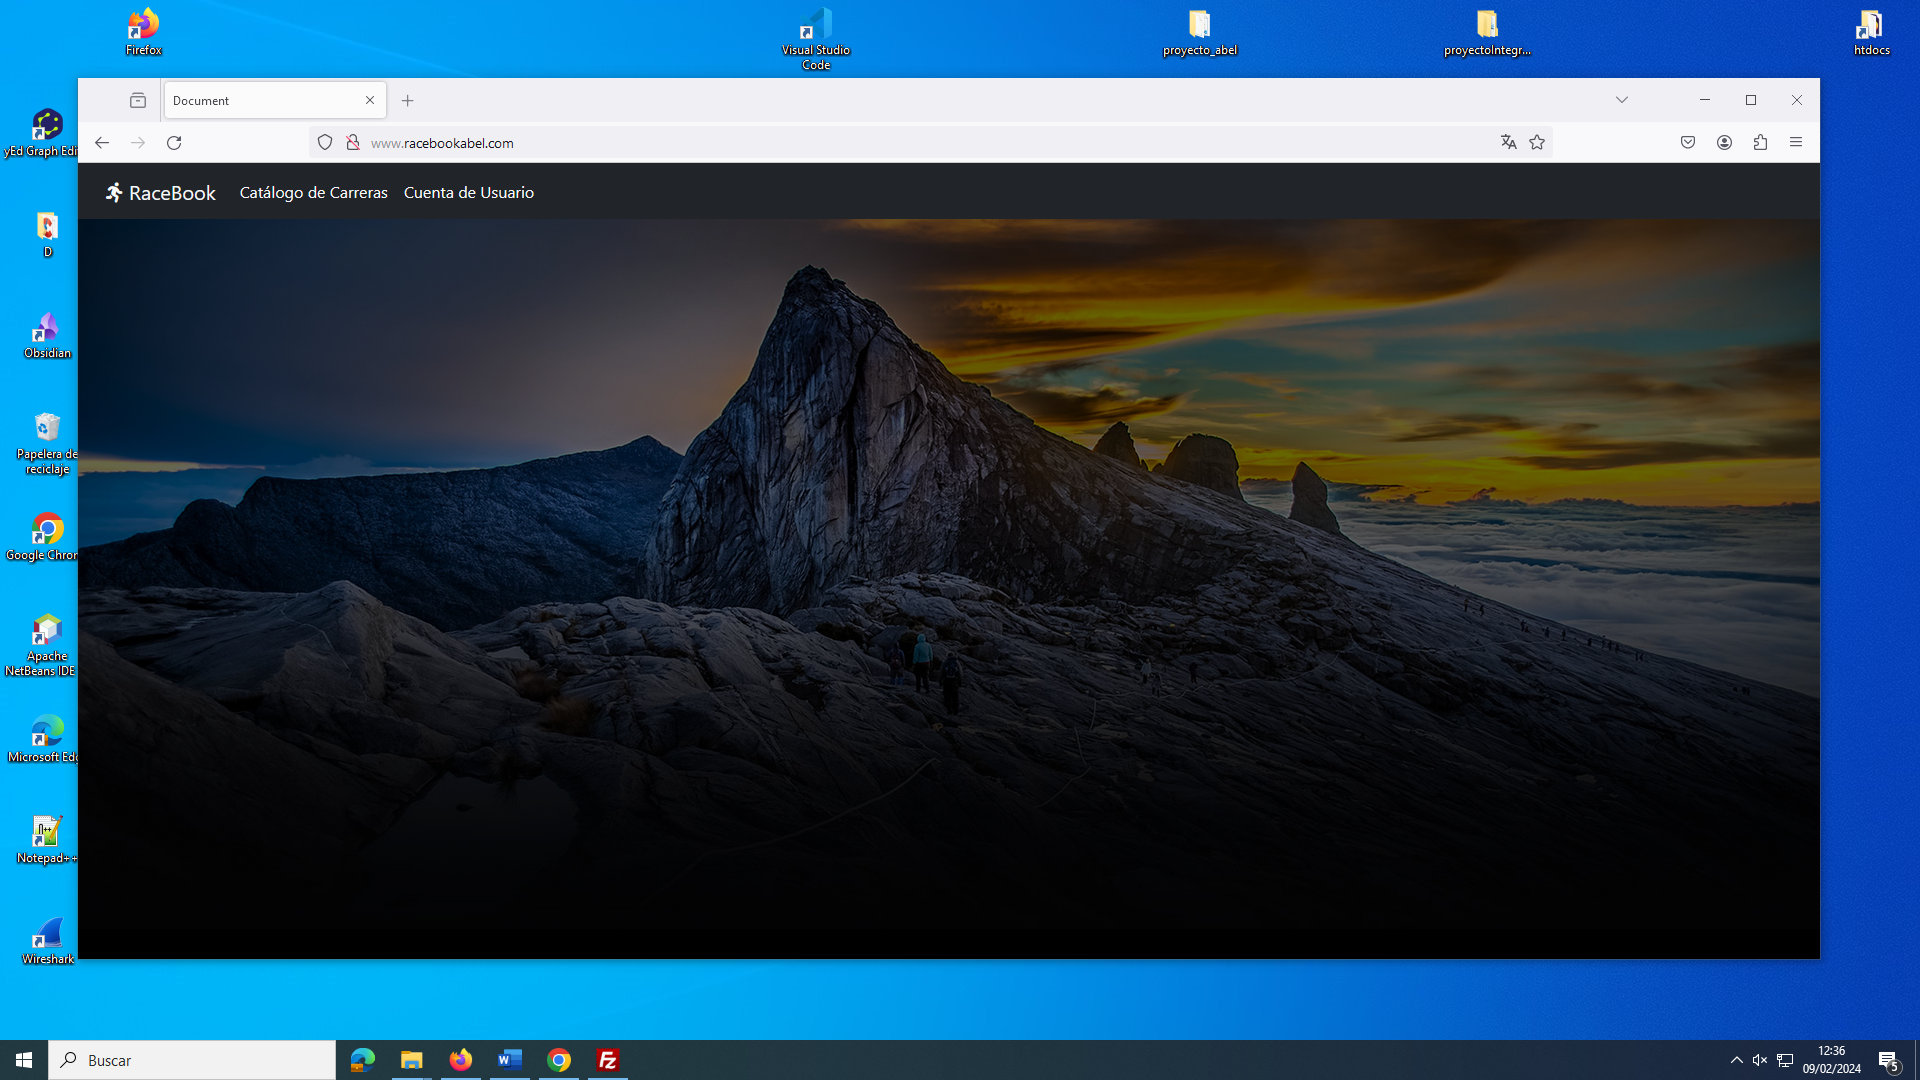 Firefox
Visual Studio
Code
proyecto_abel
proyectoIntegr...
htdocs
Document
www.racebookabel.com
RaceBook
Catálogo de Carreras
Cuenta de Usuario
yEd Graph Edi
D
Obsidian
Papelera de
reciclaje
Google Chron
Apache
NetBeans IDE
Microsoft Edg
Notepad++
Wireshark
Buscar
12:36
09/02/2024
5